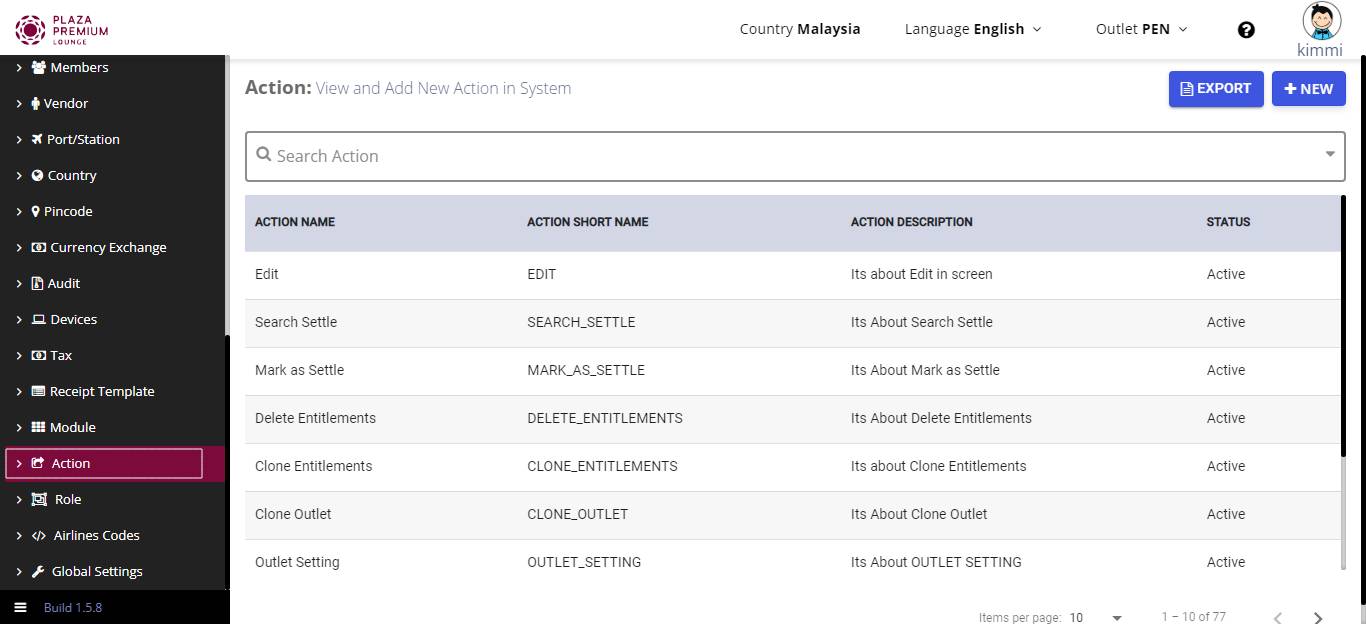 PLAZA
PREMIUM
LOUNGE
Country Malaysia
Language English
Outlet PEN
kimmi
Members
Vendor
Port/Station
Country
Pincode
Currency Exchange
Audit
Devices
Tax
Receipt Template
Module
Action
Role
Airlines Codes
Global Settings
Build 1.5.8
Action: View and Add New Action in System
EXPORT
NEW
Search Action
ACTION NAME ACTION SHORT NAME ACTION DESCRIPTION STATUS
Edit EDIT Its about Edit in screen Active
Search Settle SEARCH_SETTLE Its About Search Settle Active
Mark as Settle MARK_AS_SETTLE Its About Mark as Settle Active
Delete Entitlements DELETE_ENTITLEMENTS Its About Delete Entitlements Active
Clone Entitlements CLONE_ENTITLEMENTS Its about Clone Entitlements Active
Clone Outlet CLONE_OUTLET Its About Clone Outlet Active
Outlet Setting OUTLET_SETTING Its About OUTLET SETTING Active
Items per page: 10 1 – 10 of 77